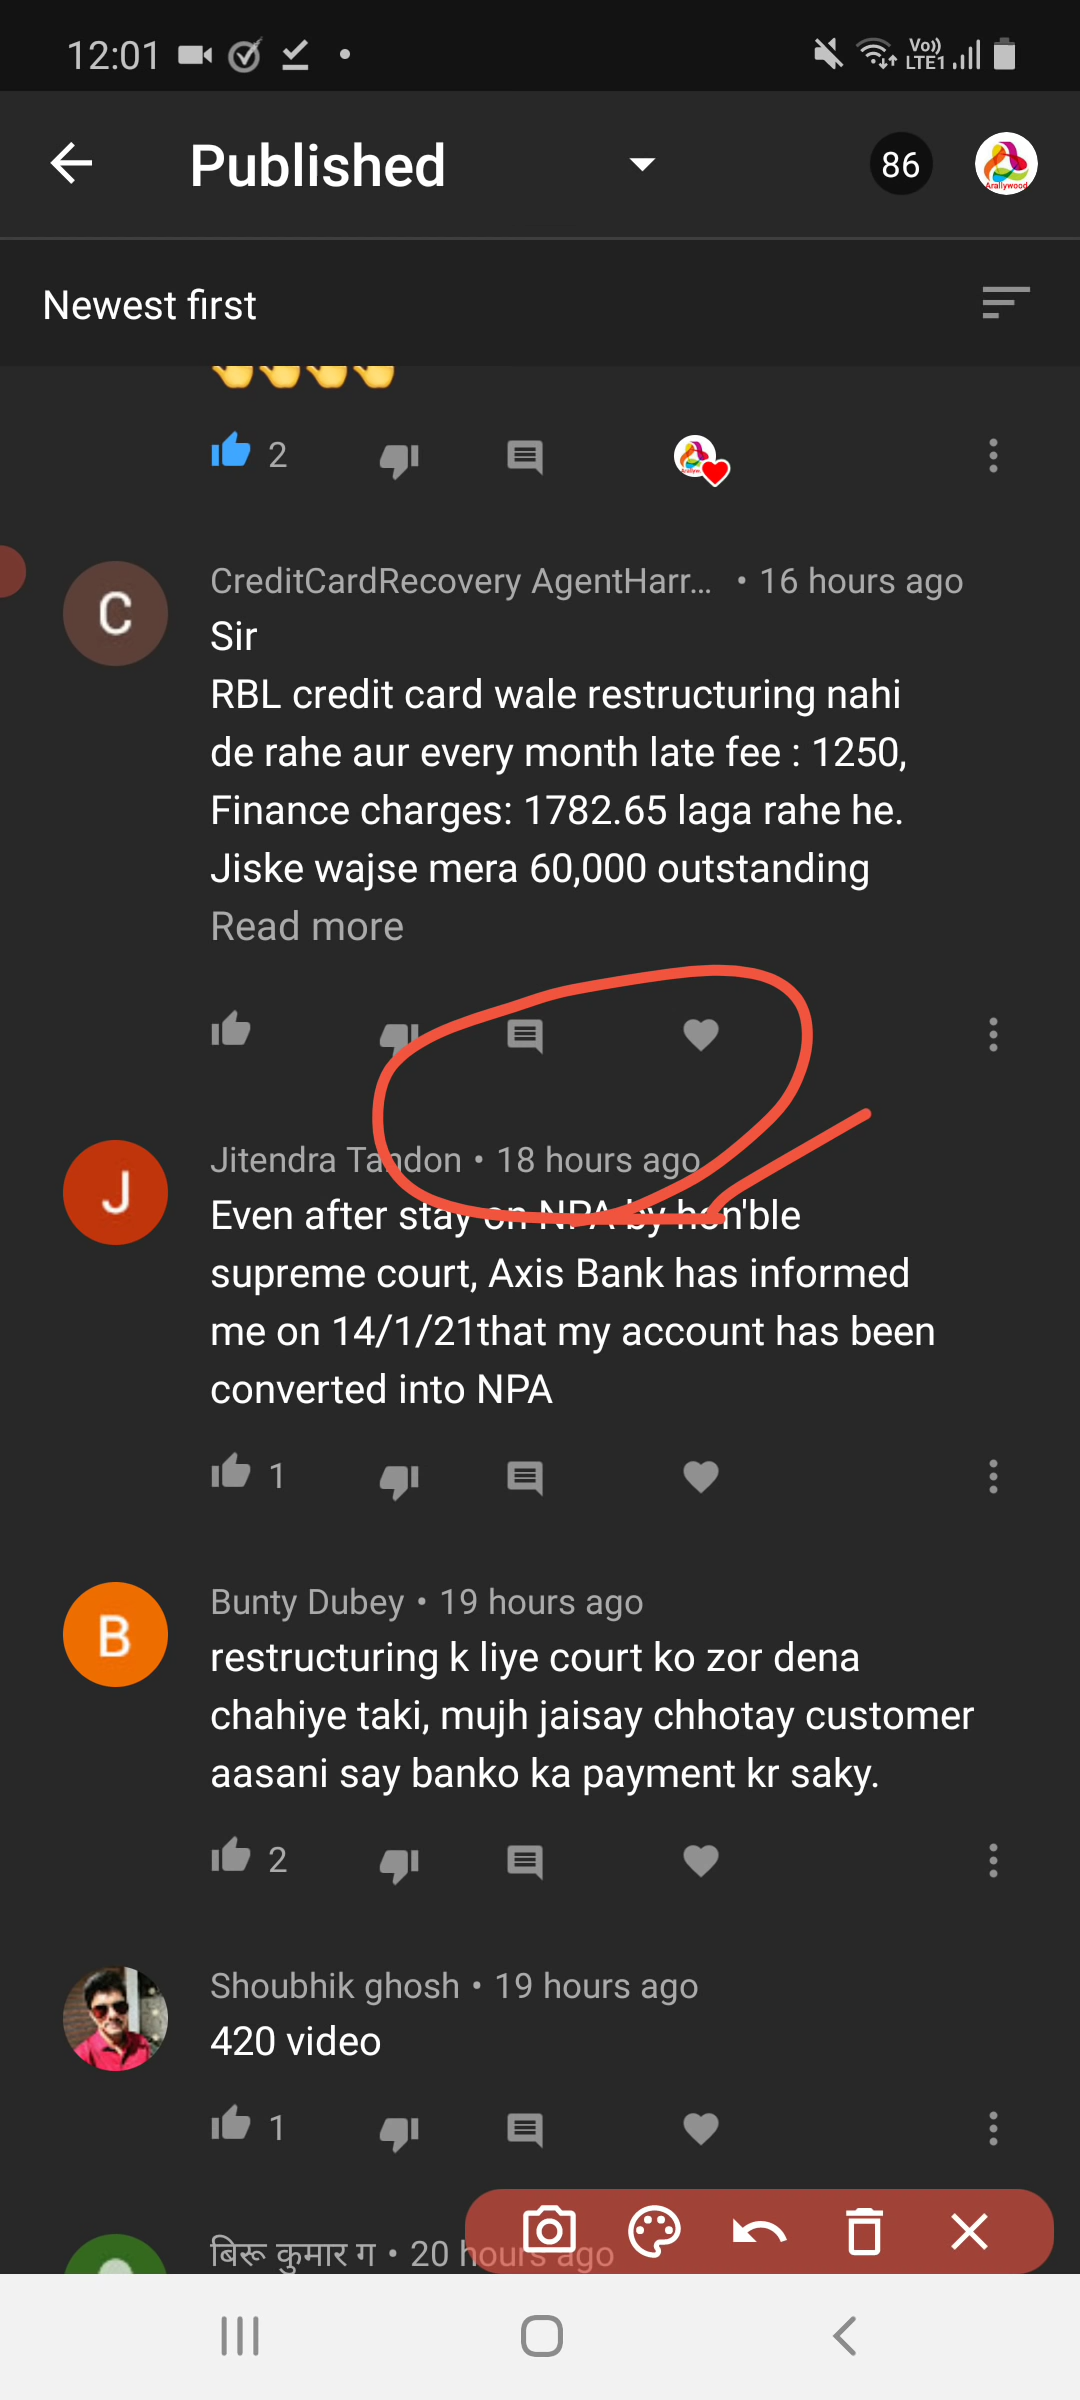 12:01
Vo))
LTE1
Published
86
Arallywood
Newest first
2
CreditCardRecovery AgentHarr... • 16 hours ago
C
Sir
RBL credit card wale restructuring nahi
de rahe aur every month late fee : 1250,
Finance charges: 1782.65 laga rahe he.
Jiske wajse mera 60,000 outstanding
Read more
Jitendra Tandon • 18 hours ago
J
Even after stay on NPA by hon'ble
supreme court, Axis Bank has informed
me on 14/1/21that my account has been
converted into NPA
1
Bunty Dubey • 19 hours ago
B
restructuring k liye court ko zor dena
chahiye taki, mujh jaisay chhotay customer
aasani say banko ka payment kr saky.
2
Shoubhik ghosh • 19 hours ago
420 video
1
बिरू कुमार ग • 20 hours ago